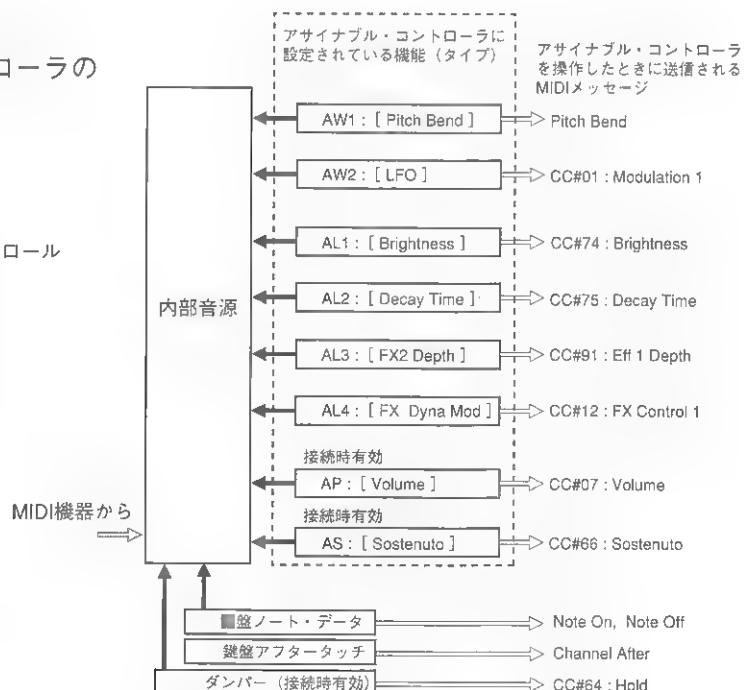 ローラの
アサイナブル・コントローラに
設定されている機能（タイプ）
アサイナブル・コントローラ
を操作したときに送信される
MIDIメッセージ
AW1 : [ Pitch Bend ]
Pitch Bend
AW2 : [ LFO ]
CC#01 : Modulation 1
ロール
AL1 : [ Brightness ]
CC#74 : Brightness
内部音源
AL2 : [ Decay Time ]
CC#75 : Decay Time
AL3 : [ FX2 Depth ]
CC#91 : Eff 1 Depth
AL4 : [ FX Dyna Mod ]
CC#12 : FX Control 1
接続時有効
AP : [ Volume ]
CC#07 : Volume
MIDI機器から
接続時有効
AS : [ Sostenuto ]
CC#66 : Sostenuto
盤ノート・データ
Note On, Note Off
鍵盤アフタータッチ
Channel After
ダンパー（接続時有効）
CC#64 : Hold